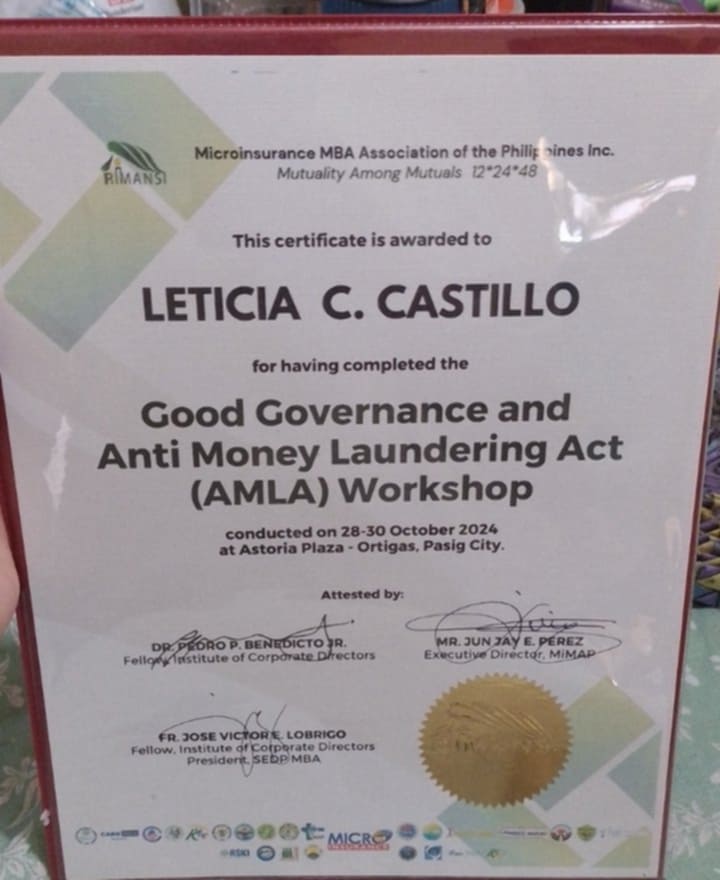 RIMANSI
Microinsurance MBA Association of the Philippines Inc.
Mutuality Among Mutuals 12*24*48
This certificate is awarded to
LETICIA C. CASTILLO
for having completed the
Good Governance and
Anti Money Laundering Act
(AMLA) Workshop
conducted on 28-30 October 2024
at Astoria Plaza - Ortigas, Pasig City.
Attested by:
DR. PEDRO P. BENEDICTO JR.
Fellow, Institute of Corporate Directors
MR. JUN JAY E. PEREZ
Executive Director, MiMAP
FR. JOSE VICTOR E. LOBRIGO
Fellow, Institute of Corporate Directors
President, SEDP MBA
CARD
MICRO
INSURANCE
ASKI